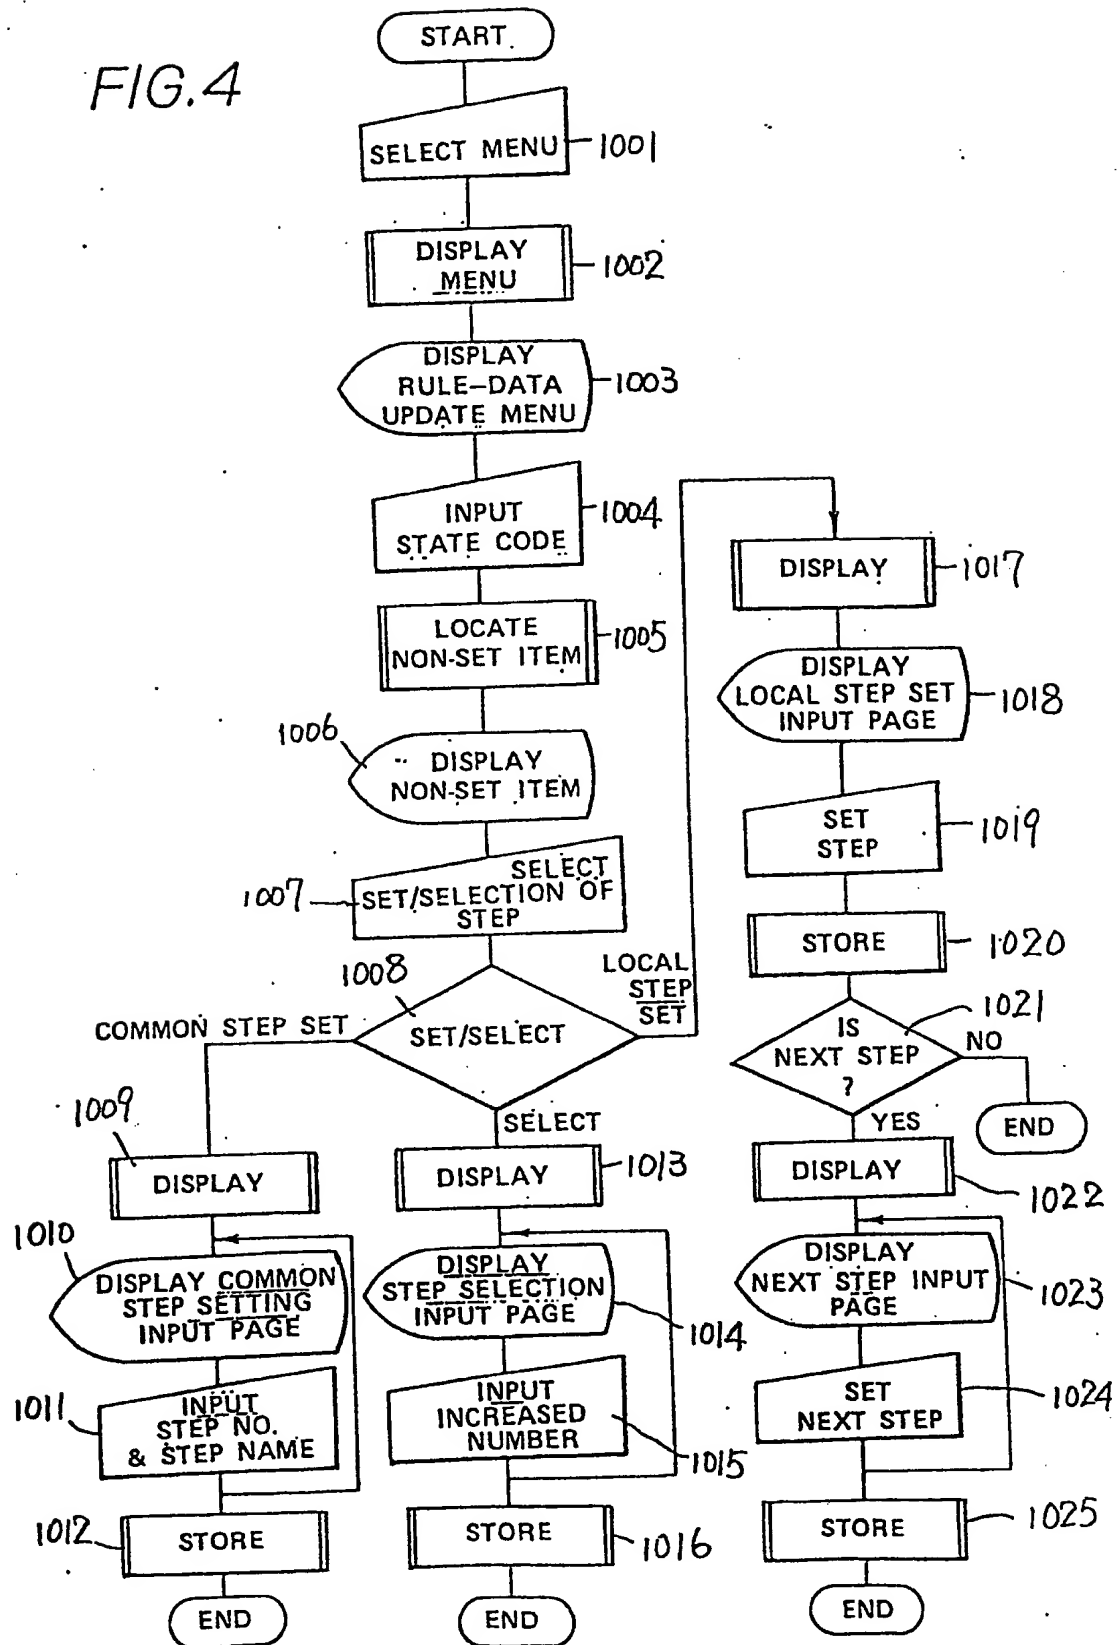 FIG.4
START
SELECT MENU
1001
DISPLAY
MENU
1002
DISPLAY
RULE-DATA
UPDATE MENU
1003
INPUT
STATE CODE
1004
LOCATE
NON-SET ITEM
1005
1006
DISPLAY
NON-SET ITEM
1007
SELECT
SET/SELECTION OF
STEP
1008
SET/SELECT
COMMON STEP SET
LOCAL
STEP
SET
SELECT
1009
DISPLAY
1010
DISPLAY COMMON
STEP SETTING
INPUT PAGE
1011
INPUT
STEP NO.
& STEP NAME
1012
STORE
END
DISPLAY
1013
DISPLAY
STEP SELECTION
INPUT PAGE
1014
INPUT
INCREASED
NUMBER
1015
STORE
1016
END
DISPLAY
1017
DISPLAY
LOCAL STEP SET
INPUT PAGE
1018
SET
STEP
1019
STORE
1020
IS
NEXT STEP
?
1021
NO
END
YES
DISPLAY
1022
DISPLAY
NEXT STEP INPUT
PAGE
1023
SET
NEXT STEP
1024
STORE
1025
END